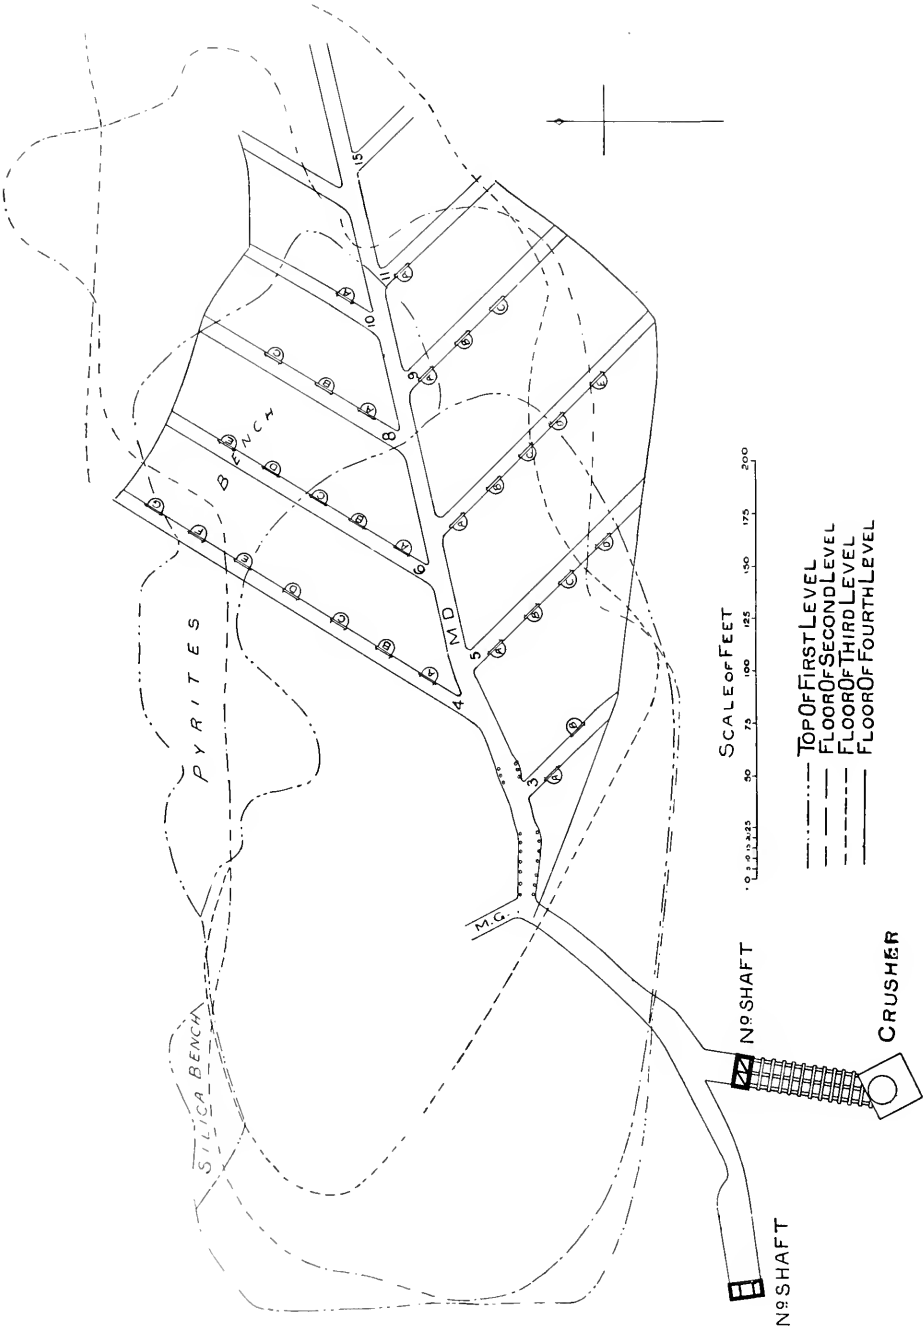 SILICA BENCH
PYRITES
BENCH
G
F
E
D
C
B
A
4
E
D
C
B
A
6
C
B
A
8
A
10
15
11
A
9
A
B
C
A
B
C
D
E
M D
5
A
B
C
D
3
A
B
M.G.
Nº SHAFT
Nº SHAFT
CRUSHER
SCALE OF FEET
25 50 75 100 125 150 175 200
TOP OF FIRST LEVEL
FLOOR OF SECOND LEVEL
FLOOR OF THIRD LEVEL
FLOOR OF FOURTH LEVEL